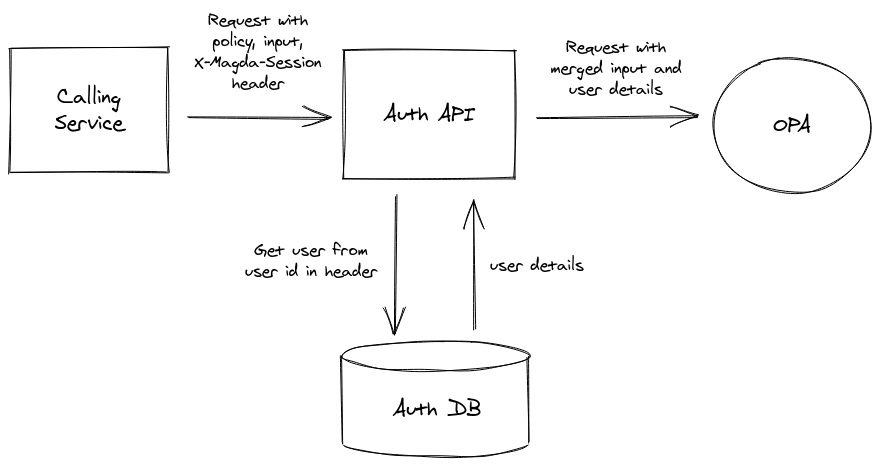 Request with
policy, input,
X-Magda-Session
header
Calling
Service
Auth API
Request with
merged input and
user details
OPA
Get user from
user id in header
user details
Auth DB